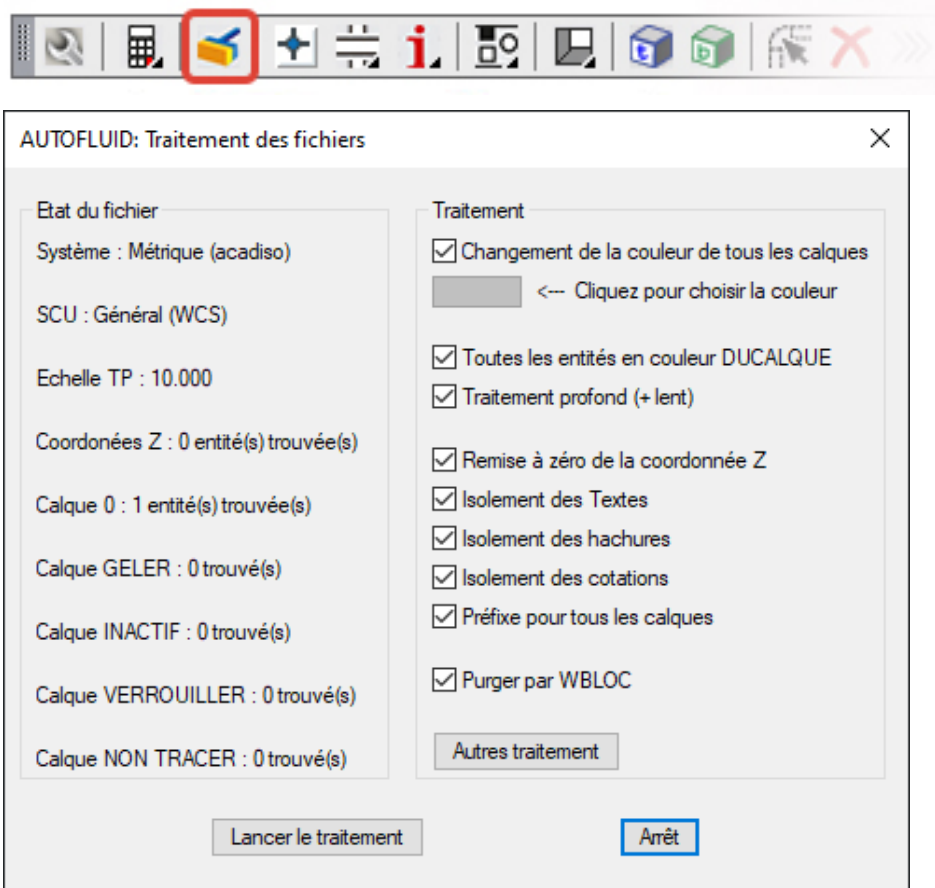 i
t
b
AUTOFLUID: Traitement des fichiers
Etat du fichier
Système : Métrique (acadiso)
SCU : Général (WCS)
Echelle TP : 10.000
Coordonées Z : 0 entité(s) trouvée(s)
Calque 0 : 1 entité(s) trouvée(s)
Calque GELER : 0 trouvé(s)
Calque INACTIF : 0 trouvé(s)
Calque VERROUILLER : 0 trouvé(s)
Calque NON TRACER : 0 trouvé(s)
Traitement
Changement de la couleur de tous les calques
<--- Cliquez pour choisir la couleur
Toutes les entités en couleur DUCALQUE
Traitement profond (+ lent)
Remise à zéro de la coordonnée Z
Isolement des Textes
Isolement des hachures
Isolement des cotations
Préfixe pour tous les calques
Purger par WBLOC
Autres traitement
Lancer le traitement
Arrêt